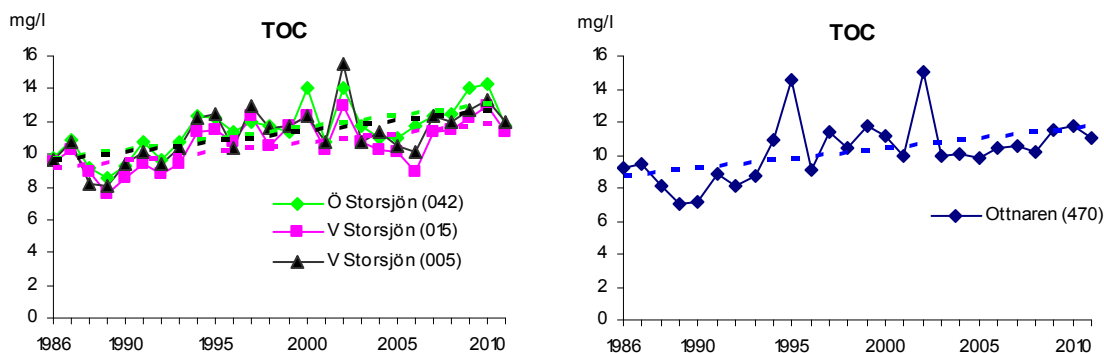 mg/l
TOC
16
14
12
10
8
6
4
2
0
1986 1990 1995 2000 2005 2010
Ö Storsjön (042)
V Storsjön (015)
V Storsjön (005)
mg/l
TOC
16
14
12
10
8
6
4
2
0
1986 1990 1995 2000 2005 2010
Ottnaren (470)